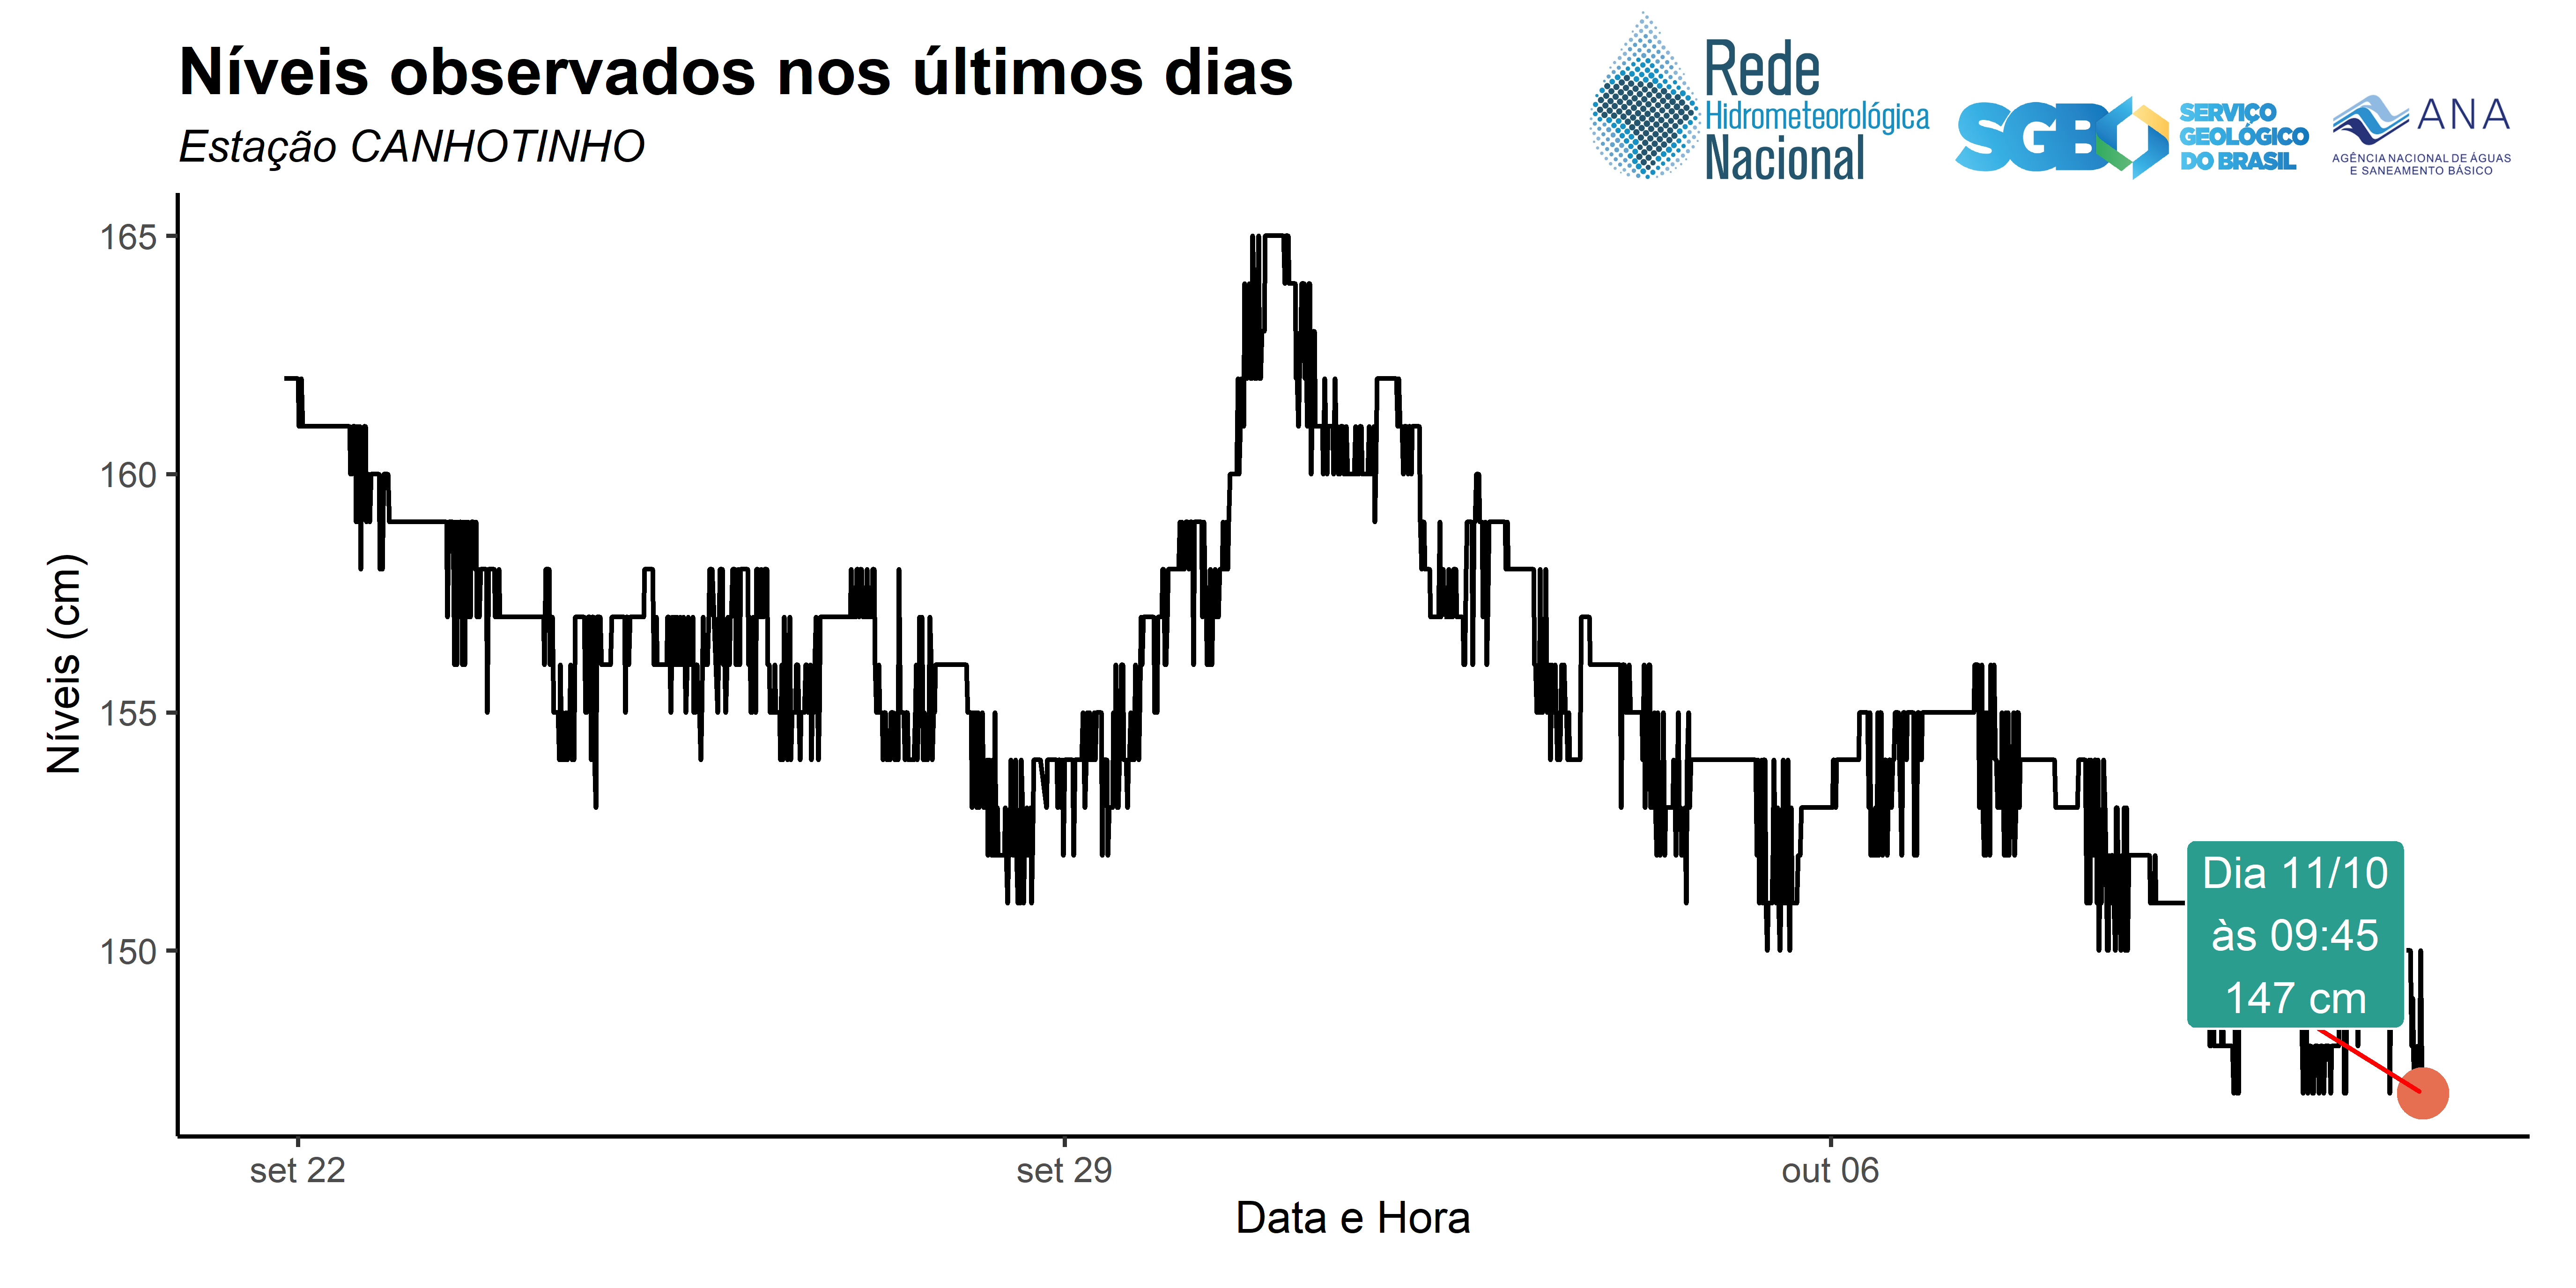 Níveis observados nos últimos dias
Estação CANHOTINHO
Rede
Hidrometeorológica
Nacional
SGB
SERVIÇO
GEOLÓGICO
DO BRASIL
ANA
AGÊNCIA NACIONAL DE ÁGUAS
E SANEAMENTO BÁSICO
165
160
155
150
Níveis (cm)
Dia 11/10
às 09:45
147 cm
set 22
set 29
out 06
Data e Hora